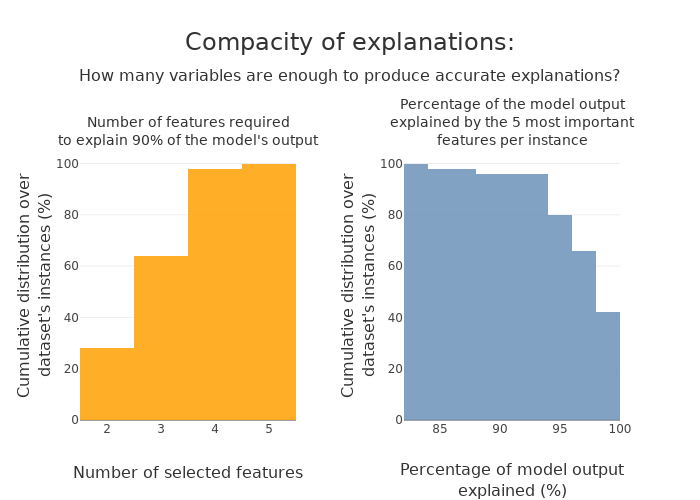 Compacity of explanations:
How many variables are enough to produce accurate explanations?
Number of features required
to explain 90% of the model's output
Percentage of the model output
explained by the 5 most important
features per instance
Cumulative distribution over
dataset's instances (%)
100
80
60
40
20
0
2 3 4 5
Number of selected features
Cumulative distribution over
dataset's instances (%)
100
80
60
40
20
0
85 90 95 100
Percentage of model output
explained (%)